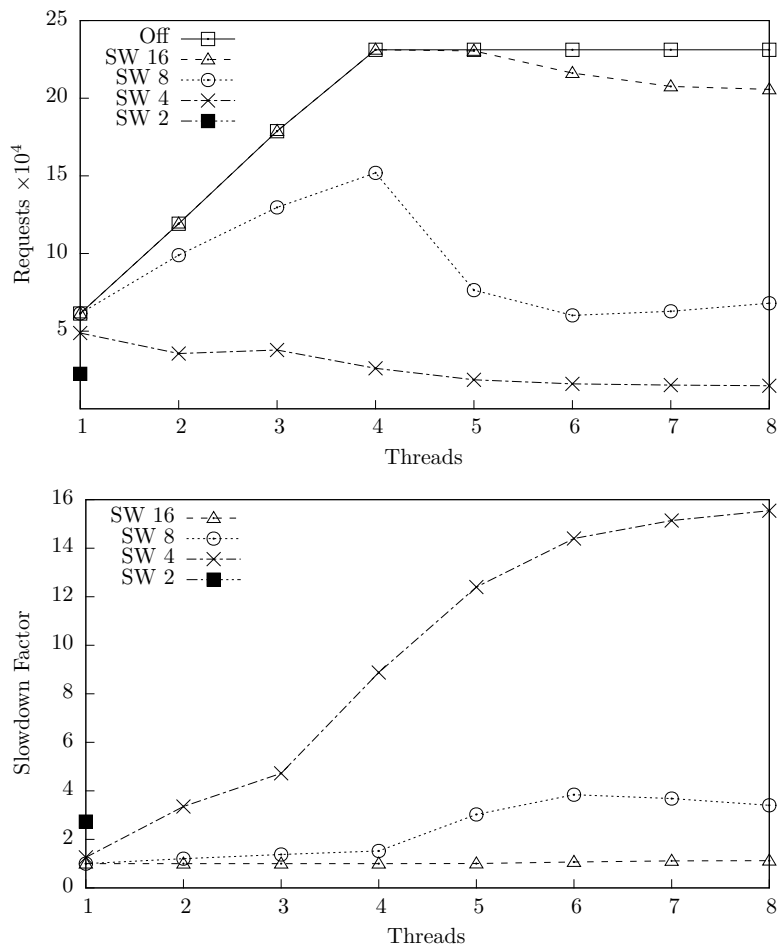 Off
SW 16
SW 8
SW 4
SW 2
25
20
15
10
5
Requests ×10⁴
1 2 3 4 5 6 7 8
Threads
SW 16
SW 8
SW 4
SW 2
16
14
12
10
8
6
4
2
0
Slowdown Factor
1 2 3 4 5 6 7 8
Threads